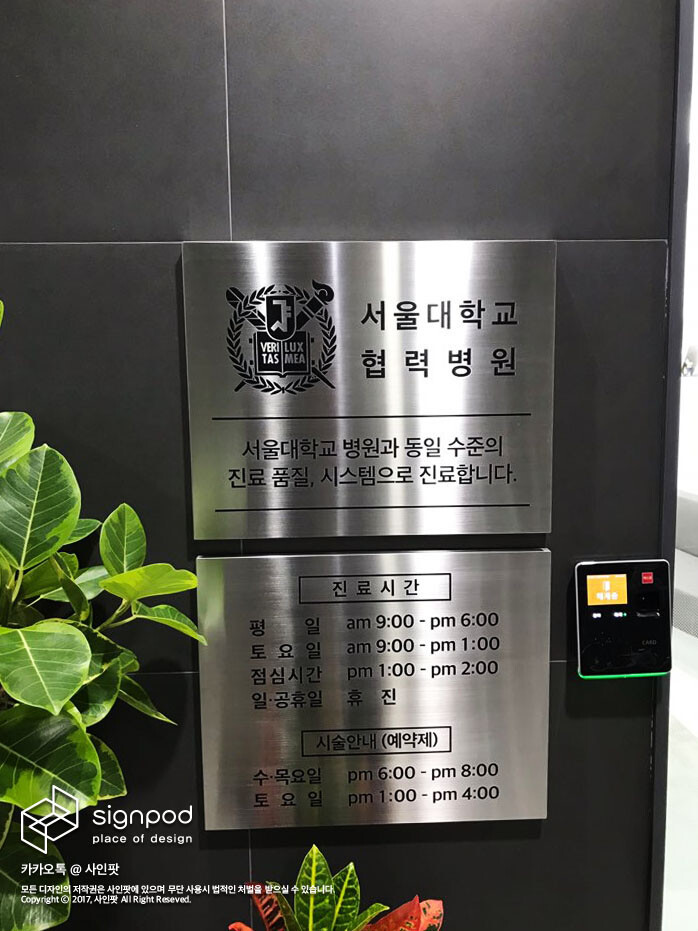 VERI LUX
TAS MEA
서울대학교
협력병원
서울대학교 병원과 동일 수준의
진료 품질, 시스템으로 진료합니다.
진료시간
평 일 am 9:00 - pm 6:00
토 요 일 am 9:00 - pm 1:00
점심시간 pm 1:00 - pm 2:00
일·공휴일 휴 진
시술안내 (예약제)
수·목요일 pm 6:00 - pm 8:00
토 요 일 pm 1:00 - pm 4:00
CARD
signpod
place of design
카카오톡 @ 사인팟
모든 디자인의 저작권은 사인팟에 있으며 무단 사용시 법적인 처벌을 받으실 수 있습니다.
Copyright © 2017, 사인팟 All Right Reseved.